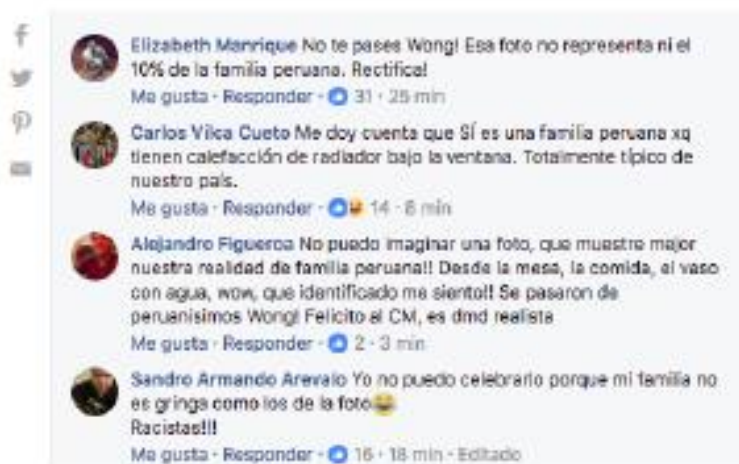 Elizabeth Manrique No te pases Wong! Esa foto no representa ni el
10% de la familia peruana. Rectifica!
Me gusta · Responder · 31 · 25 min
Carlos Vilca Cueto Me doy cuenta que SÍ es una familia peruana xq
tienen calefacción de radiador bajo la ventana. Totalmente típico de
nuestro país.
Me gusta · Responder · 14 · 8 min
Alejandro Figueroa No puedo imaginar una foto, que muestre mejor
nuestra realidad de familia peruana!! Desde la mesa, la comida, el vaso
con agua, wow, que identificado me siento!! Se pasaron de
peruanisimos Wong! Felicito al CM, es dmd realista
Me gusta · Responder · 2 · 3 min
Sandro Armando Arevalo Yo no puedo celebrarlo porque mi familia no
es gringa como los de la foto😂
Racistas!!!
Me gusta · Responder · 16 · 18 min · Editado